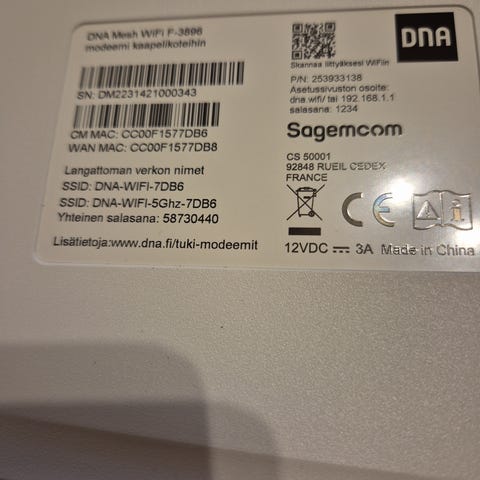 DNA Mesh WiFi F-3896
modeemi kaapelikoteihin
SN: DM2231421000343
CM MAC: CC00F1577DB6
WAN MAC: CC00F1577DB8
Langattoman verkon nimet
SSID: DNA-WIFI-7DB6
SSID: DNA-WIFI-5Ghz-7DB6
Yhteinen salasana: 58730440
Lisätietoja:www.dna.fi/tuki-modeemit
DNA
Skannaa liittyäksesi WiFiin
P/N: 253933138
Asetussivuston osoite:
dna.wifi/ tai 192.168.1.1
salasana: 1234
Sagemcom
CS 50001
92848 RUEIL CEDEX
FRANCE
CE
12VDC ⎓ 3A Made in China